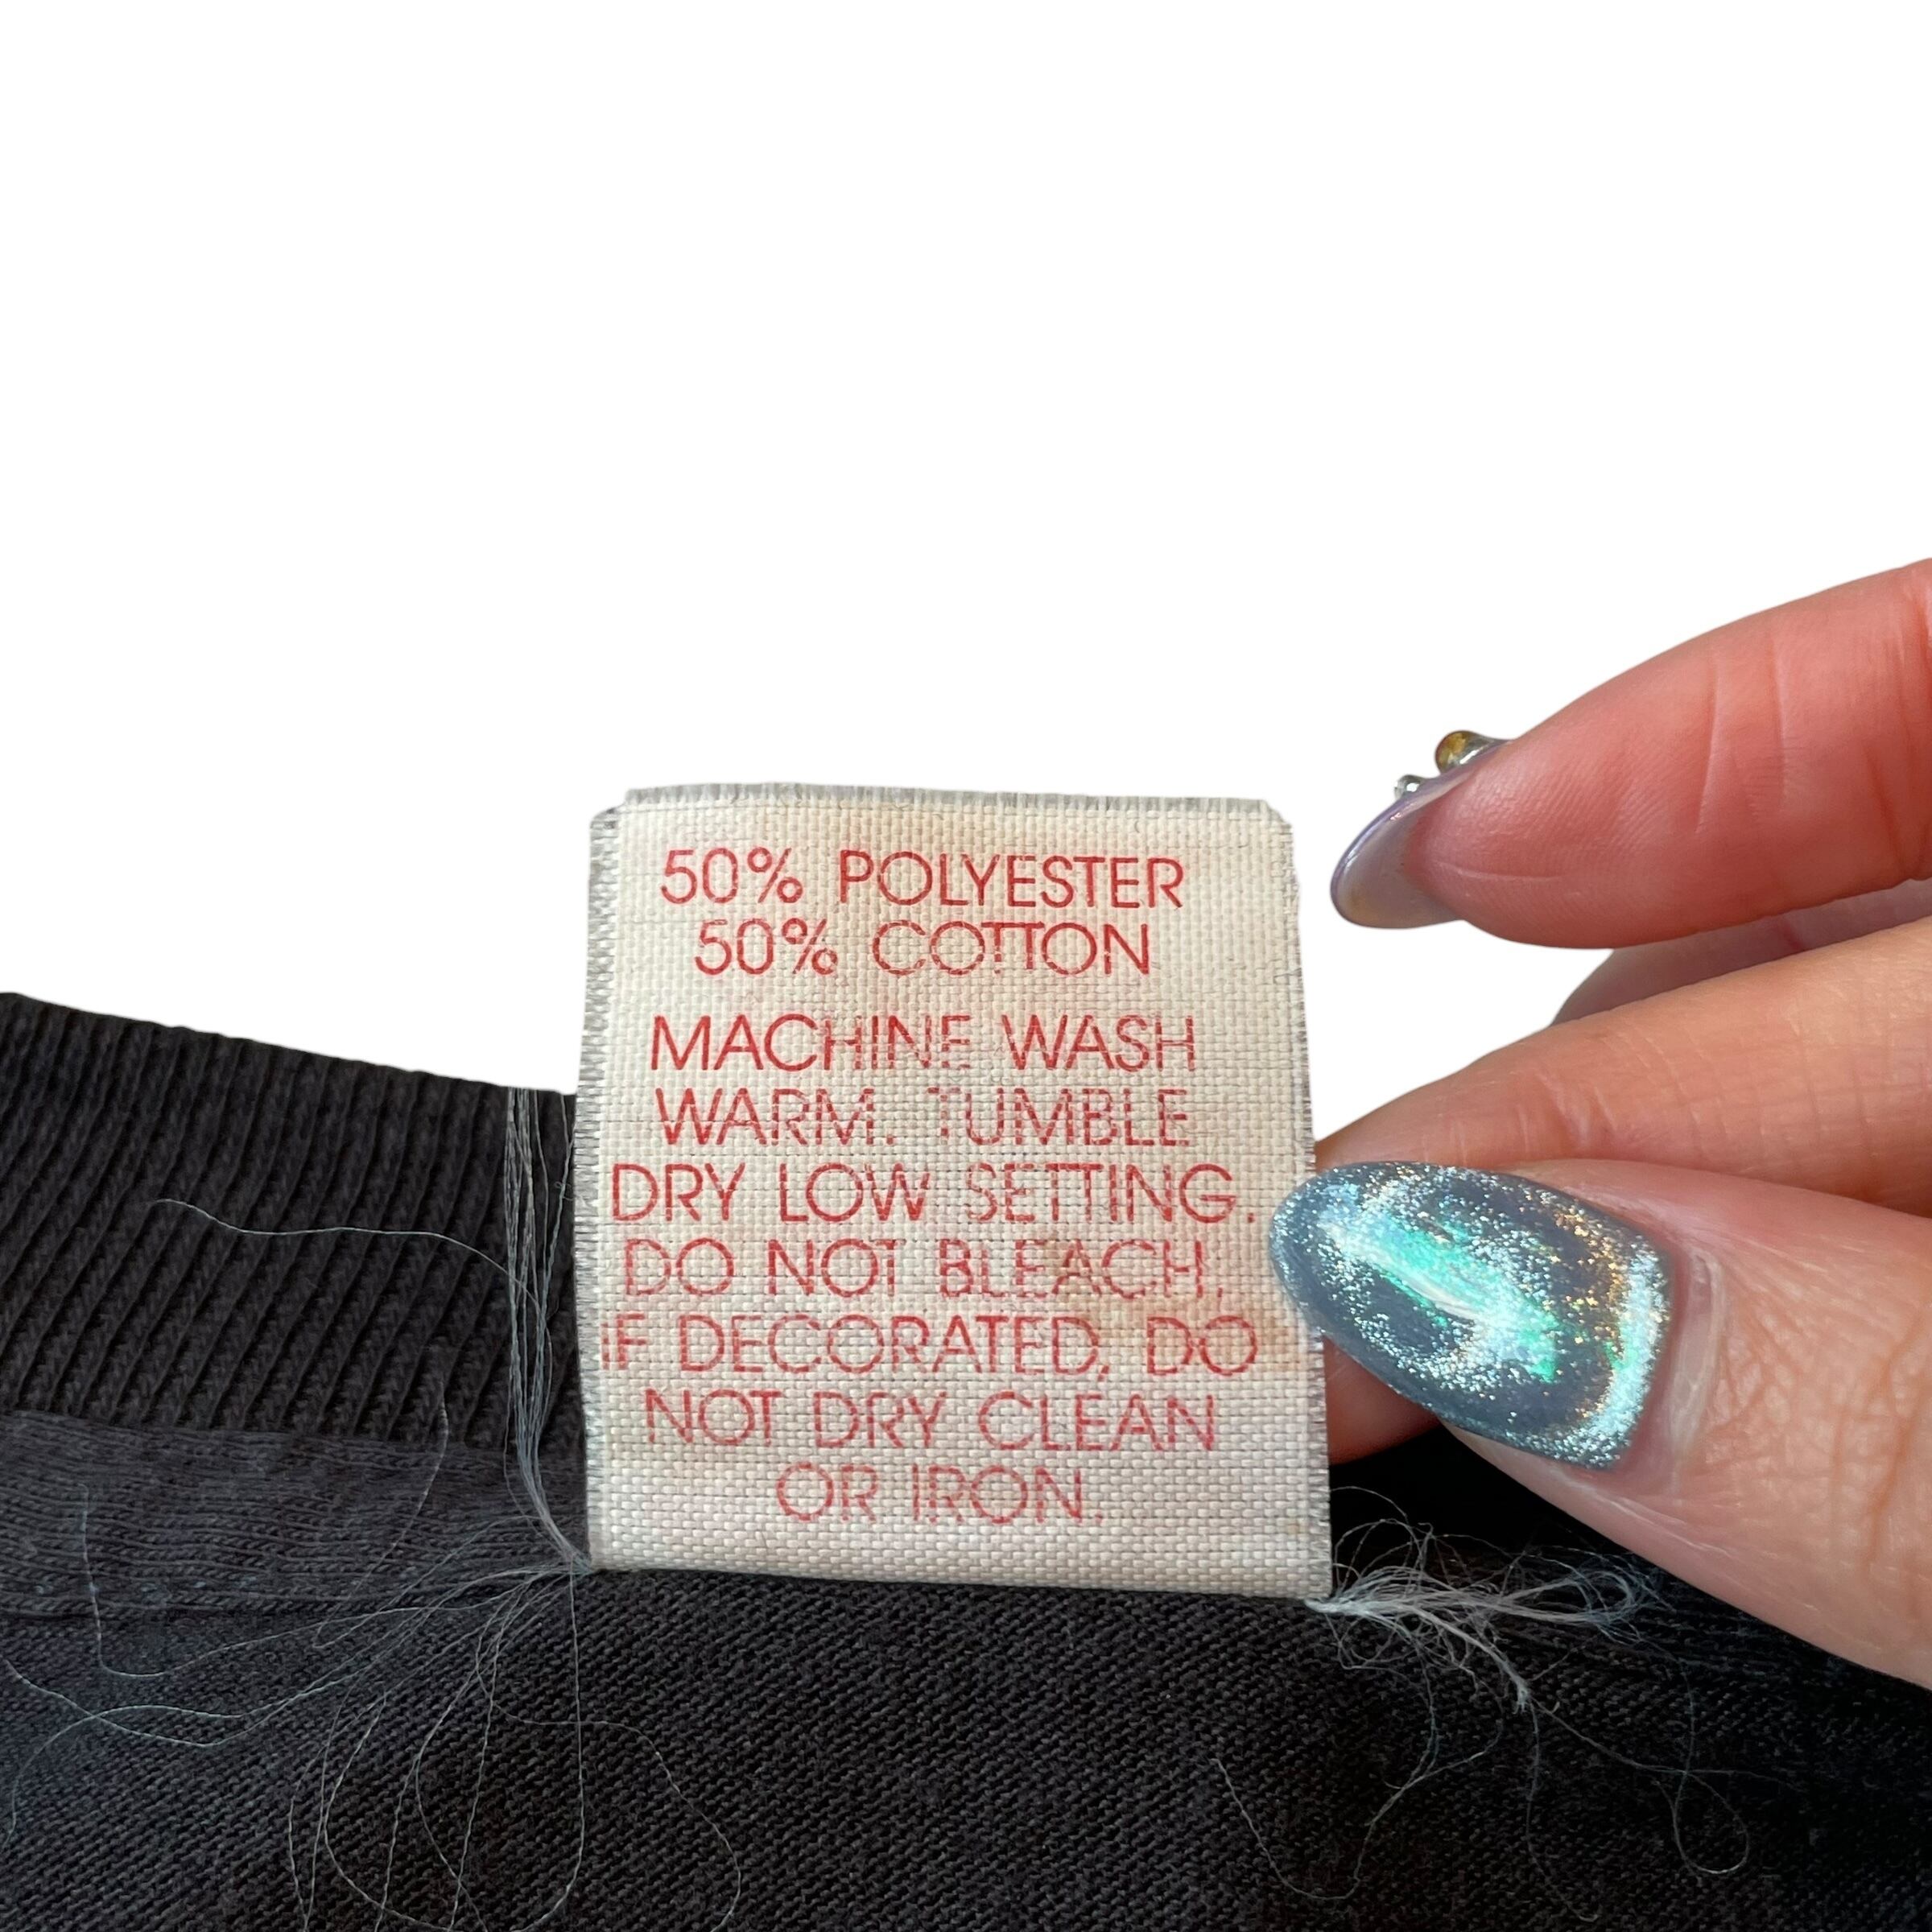 50% POLYESTER
50% COTTON
MACHINE WASH
WARM. TUMBLE
DRY LOW SETTING.
DO NOT BLEACH,
IF DECORATED, DO
NOT DRY CLEAN
OR IRON.